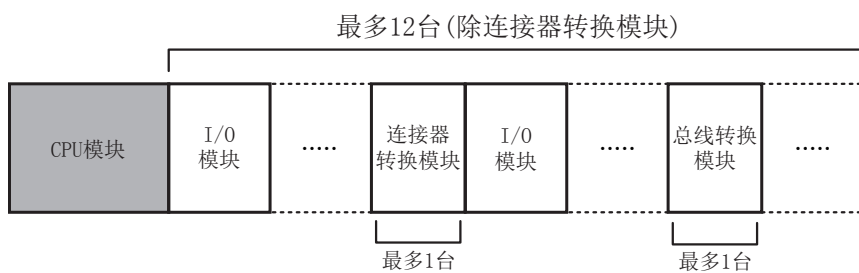 最多12台(除连接器转换模块)
CPU模块
I/O
模块
.....
连接器
转换模块
I/O
模块
.....
总线转换
模块
.....
最多1台
最多1台